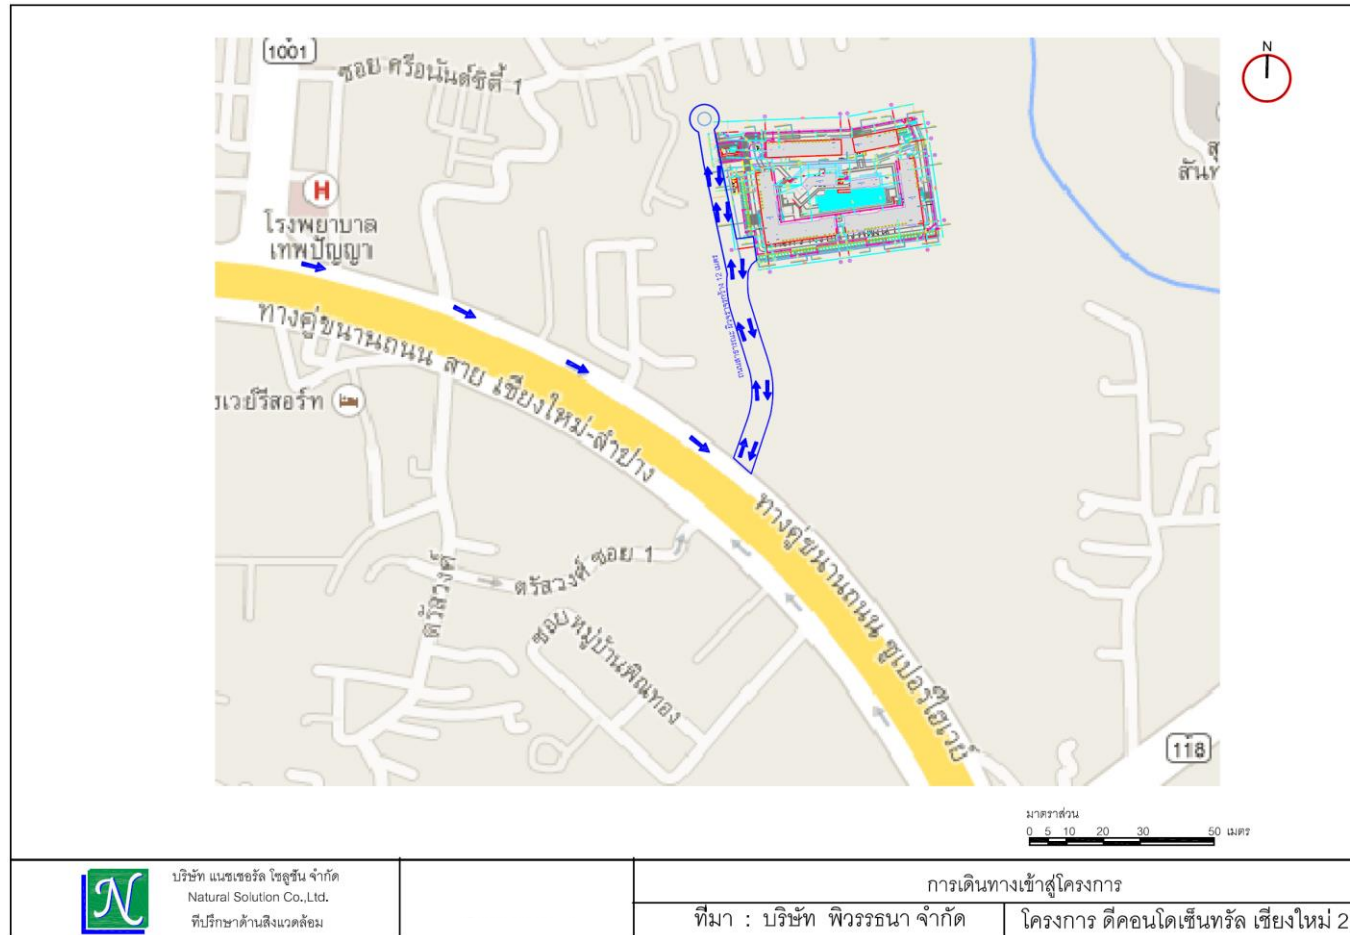 N
1001
ซอย ศรีอนันต์ซิตี้ 1
H
โรงพยาบาล
เทพปัญญา
ทางคู่ขนานถนน สาย เชียงใหม่-ลำปาง
เวย์รีสอร์ท
สันท
ทางคู่ขนานถนน ซูเปอร์ไฮเวย์
ตรัสวงศ์ ซอย 1
ตรัสวงศ์
ซอย หมู่บ้านพิณทอง
118
มาตราส่วน
0 5 10 20 30 50 เมตร
N
บริษัท แนชเชอรัล โซลูชั่น จำกัด
Natural Solution Co.,Ltd.
ที่ปรึกษาด้านสิ่งแวดล้อม
การเดินทางเข้าสู่โครงการ
ที่มา : บริษัท พิวรรธนา จำกัด
โครงการ ดีคอนโดเซ็นทรัล เชียงใหม่ 2